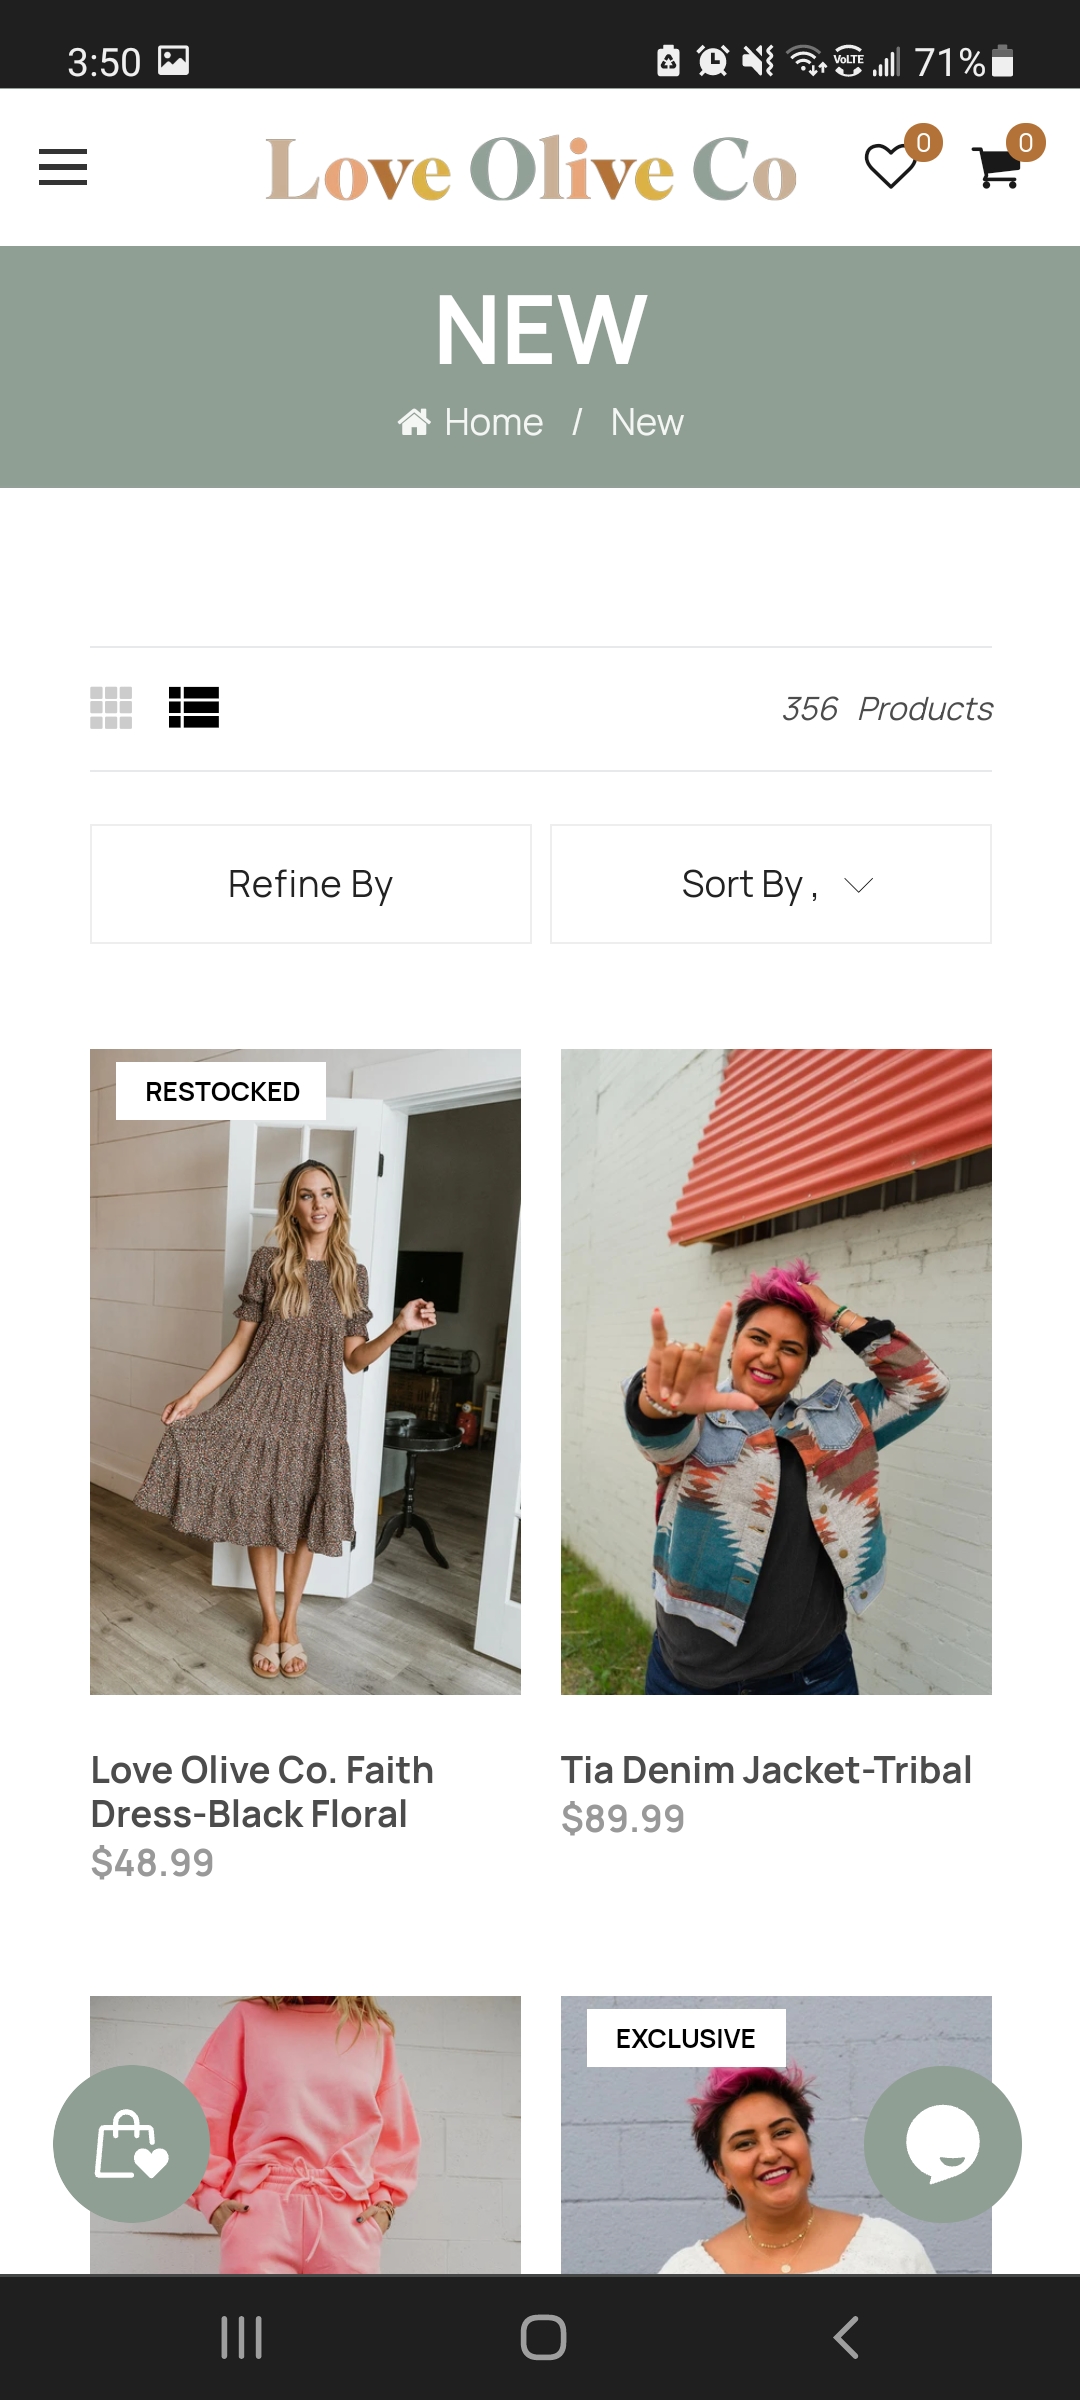 3:50
VoLTE
71%
Love Olive Co
0
0
NEW
Home / New
356 Products
Refine By
Sort By ,
RESTOCKED
Love Olive Co. Faith
Dress-Black Floral
$48.99
Tia Denim Jacket-Tribal
$89.99
EXCLUSIVE